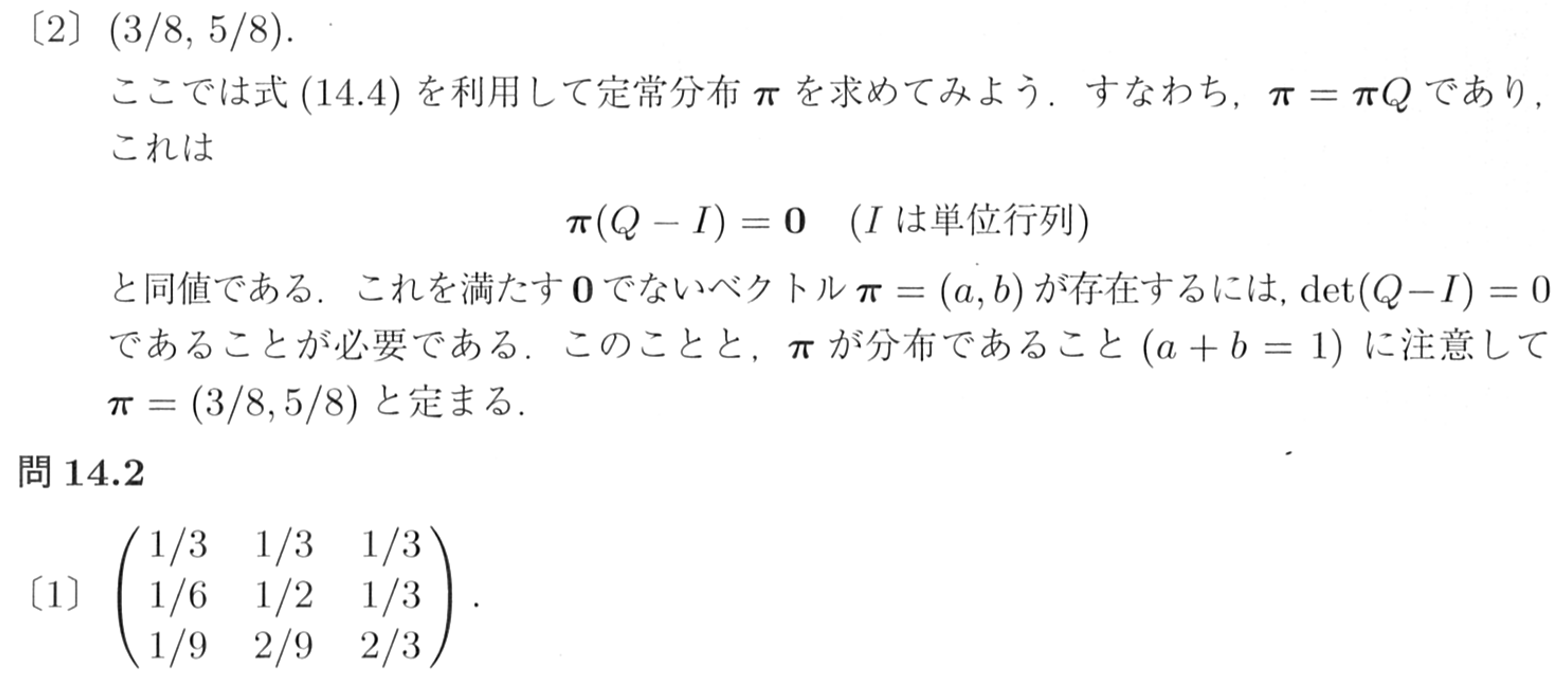 〔2〕 (3/8, 5/8).
ここでは式 (14.4) を利用して定常分布 π を求めてみよう．すなわち，π = πQ であり，
これは
π(Q − I) = 0 (I は単位行列)
と同値である．これを満たす 0 でないベクトル π = (a, b) が存在するには, det(Q−I) = 0
であることが必要である．このことと，π が分布であること (a + b = 1) に注意して
π = (3/8, 5/8) と定まる．
問 14.2
〔1〕 ( 1/3 1/3 1/3
1/6 1/2 1/3
1/9 2/9 2/3 ) .